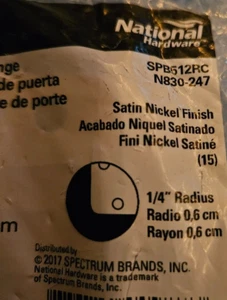 National
Hardware
SPB612RC
N830-247
nge
de puerta
e de porte
Satin Nickel Finish
Acabado Niquel Satinado
Fini Nickel Satiné
(15)
1/4" Radius
Radio 0,6 cm
Rayon 0,6 cm
m
Distributed by
©2017 SPECTRUM BRANDS, INC.
National Hardware is a trademark
of Spectrum Brands, Inc.